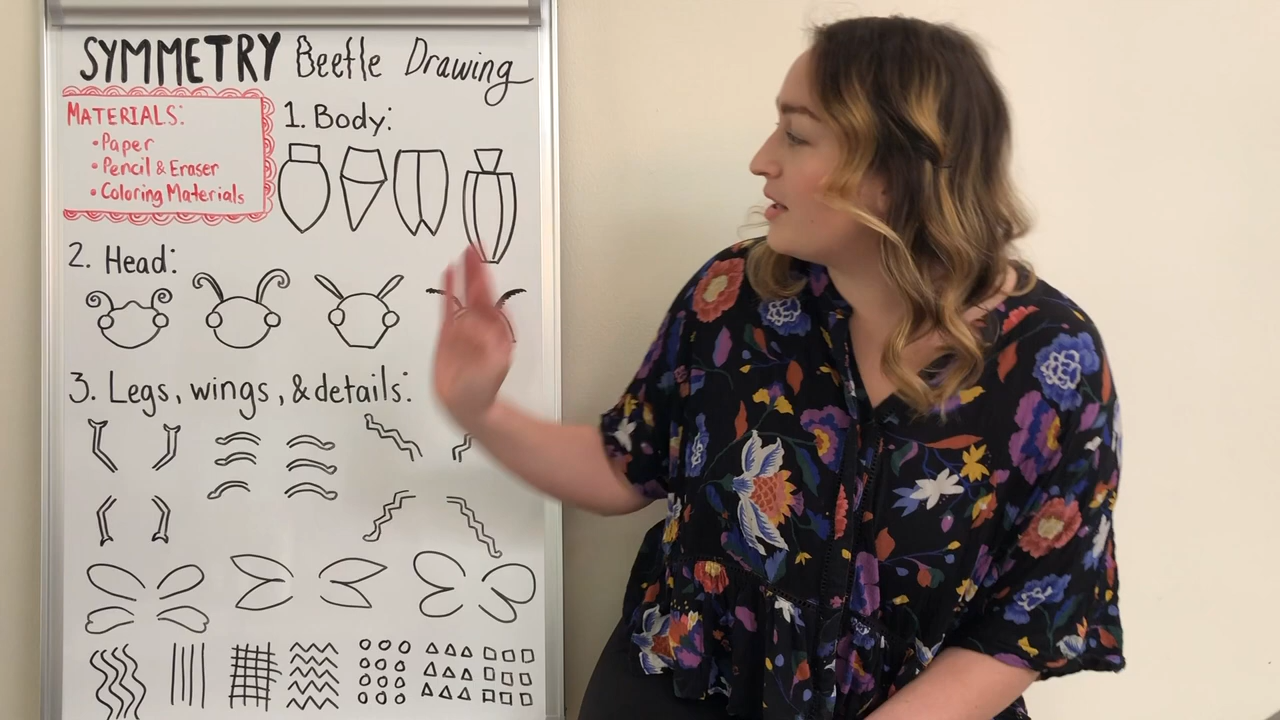 SYMMETRY Beetle Drawing
MATERIALS:
• Paper
• Pencil & Eraser
• Coloring Materials
1. Body:
2. Head:
3. Legs, wings, & details: